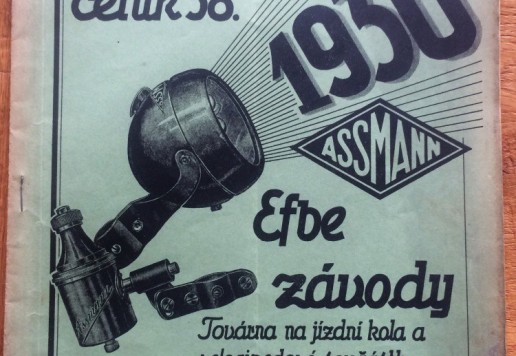 ceník 38.
1930
ASSMANN
Efbe
závody
Továrna na jízdní kola a